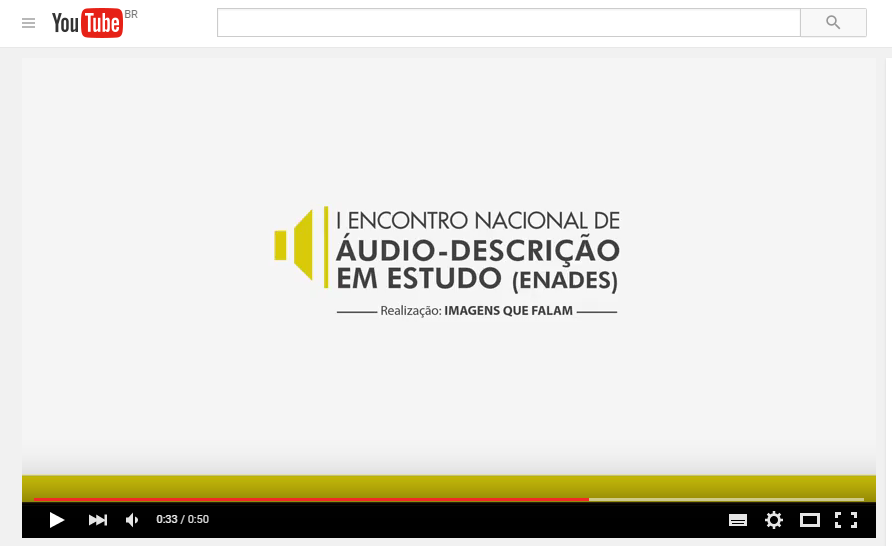 YouTube BR
I ENCONTRO NACIONAL DE
ÁUDIO-DESCRIÇÃO
EM ESTUDO (ENADES)
Realização: IMAGENS QUE FALAM
0:33 / 0:50